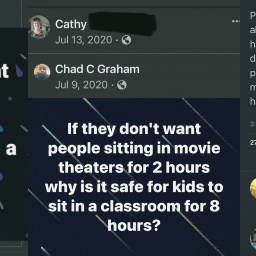 Cathy
Jul 13, 2020 ·
Chad C Graham
Jul 9, 2020 ·
If they don't want
people sitting in movie
theaters for 2 hours
why is it safe for kids to
sit in a classroom for 8
hours?
a